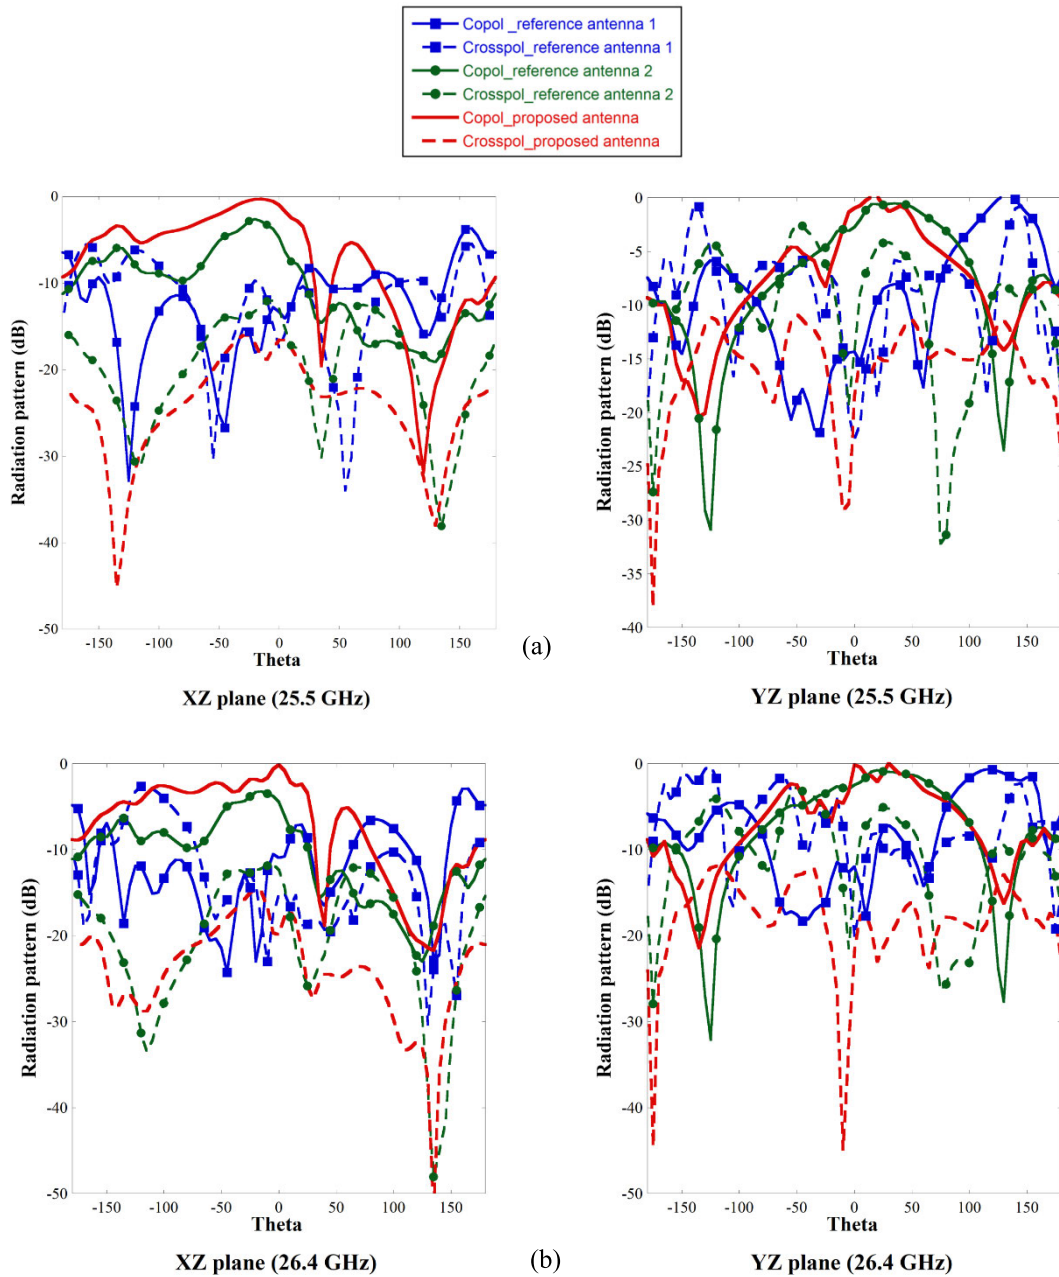 Copol _reference antenna 1
Crosspol_reference antenna 1
Copol_reference antenna 2
Crosspol_reference antenna 2
Copol_proposed antenna
Crosspol_proposed antenna
0
-10
-20
-30
-40
-50
Radiation pattern (dB)
-150 -100 -50 0 50 100 150
Theta
XZ plane (25.5 GHz)
0
-5
-10
-15
-20
-25
-30
-35
-40
Radiation pattern (dB)
-150 -100 -50 0 50 100 150
Theta
YZ plane (25.5 GHz)
(a)
0
-10
-20
-30
-40
-50
Radiation pattern (dB)
-150 -100 -50 0 50 100 150
Theta
XZ plane (26.4 GHz)
0
-10
-20
-30
-40
-50
Radiation pattern (dB)
-150 -100 -50 0 50 100 150
Theta
YZ plane (26.4 GHz)
(b)